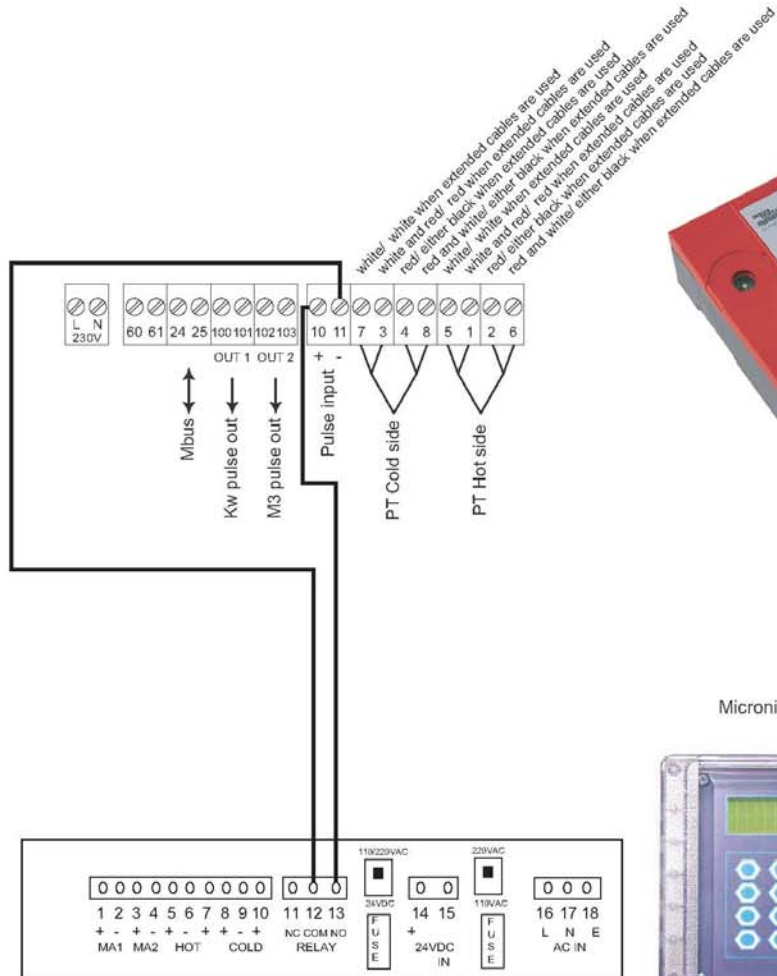 white/ white when extended cables are used
white and red/ red when extended cables are used
red/ either black when extended cables are used
red and white/ either black when extended cables are used
white/ white when extended cables are used
white and red/ red when extended cables are used
red/ either black when extended cables are used
red and white/ either black when extended cables are used
L N
230V
60 61 24 25 100 101 102 103
OUT 1 OUT 2
10 11 7 3 4 8 5 1 2 6
+ -
Mbus
Kw pulse out
M3 pulse out
Pulse input
PT Cold side
PT Hot side
110/220VAC
24VDC
FUSE
220VAC
110VAC
FUSE
1 2 3 4 5 6 7 8 9 10
+ - + - + - + + - +
MA1 MA2 HOT COLD
11 12 13
NC COM NO
RELAY
14 15
+
24VDC
IN
16 17 18
L N E
AC IN